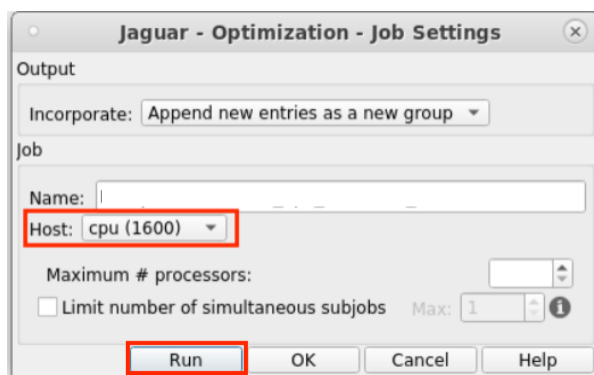 Jaguar - Optimization - Job Settings
Output
Incorporate: Append new entries as a new group
Job
Name:
Host: cpu (1600)
Maximum # processors:
Limit number of simultaneous subjobs Max: 1
Run OK Cancel Help